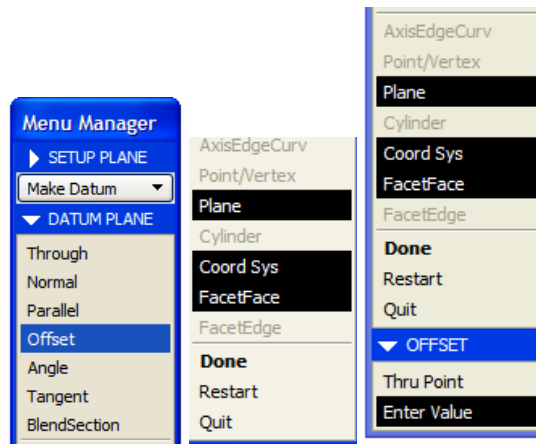 Menu Manager
SETUP PLANE
Make Datum
DATUM PLANE
Through
Normal
Parallel
Offset
Angle
Tangent
BlendSection
AxisEdgeCurv
Point/Vertex
Plane
Cylinder
Coord Sys
FacetFace
FacetEdge
Done
Restart
Quit
AxisEdgeCurv
Point/Vertex
Plane
Cylinder
Coord Sys
FacetFace
FacetEdge
Done
Restart
Quit
OFFSET
Thru Point
Enter Value